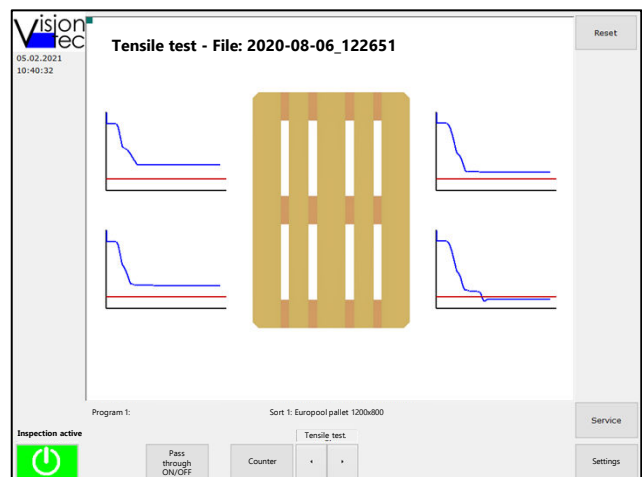 Vision
tec
05.02.2021
10:40:32
Tensile test - File: 2020-08-06_122651
Reset
Program 1:
Sort 1: Europool pallet 1200x800
Service
Inspection active
Tensile test
Pass
through
ON/OFF
Counter
Settings